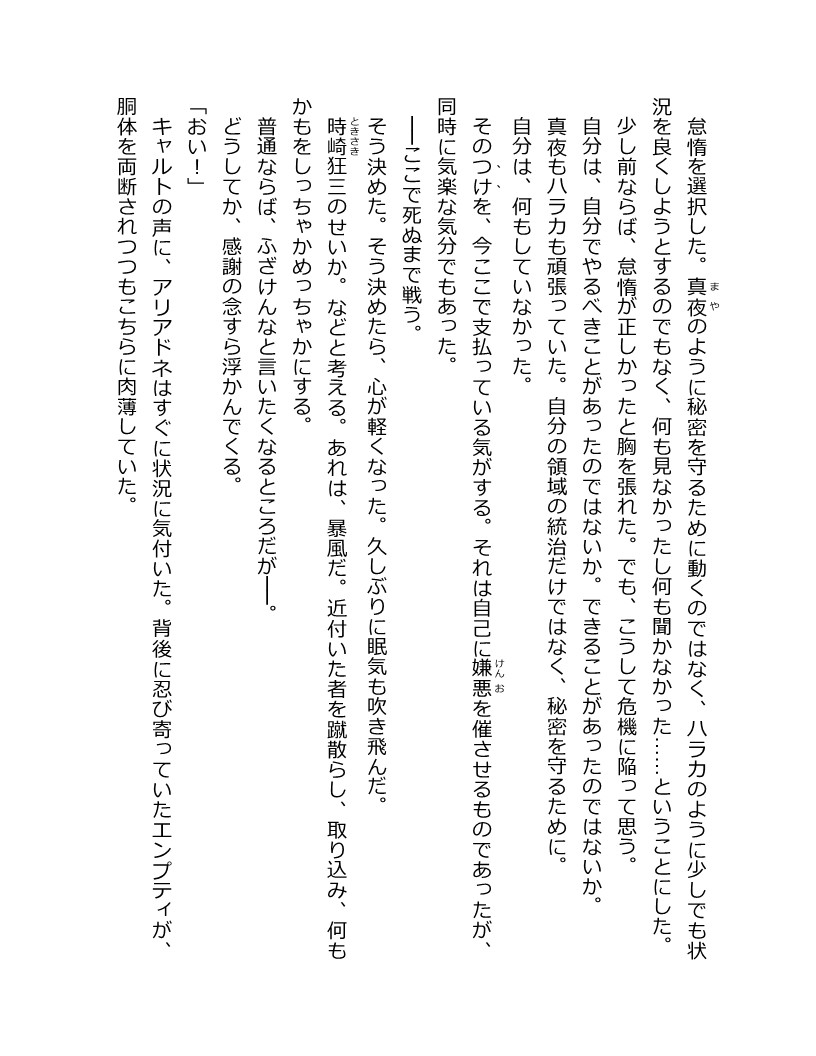 怠惰を選択した。真夜のように秘密を守るために動くのではなく、ハラカのように少しでも状
況を良くしようとするのでもなく、何も見なかったし何も聞かなかった……ということにした。
少し前ならば、怠惰が正しかったと胸を張れた。でも、こうして危機に陥って思う。
自分は、自分でやるべきことがあったのではないか。できることがあったのではないか。
真夜もハラカも頑張っていた。自分の領域の統治だけではなく、秘密を守るために。
自分は、何もしていなかった。
そのつけを、今ここで支払っている気がする。それは自己に嫌悪を催させるものであったが、
同時に気楽な気分でもあった。
――ここで死ぬまで戦う。
そう決めた。そう決めたら、心が軽くなった。久しぶりに眠気も吹き飛んだ。
時崎狂三のせいか。などと考える。あれは、暴風だ。近付いた者を蹴散らし、取り込み、何も
かもをしっちゃかめっちゃかにする。
普通ならば、ふざけんなと言いたくなるところだが――。
どうしてか、感謝の念すら浮かんでくる。
「おい！」
キャルトの声に、アリアドネはすぐに状況に気付いた。背後に忍び寄っていたエンプティが、
胴体を両断されつつもこちらに肉薄していた。